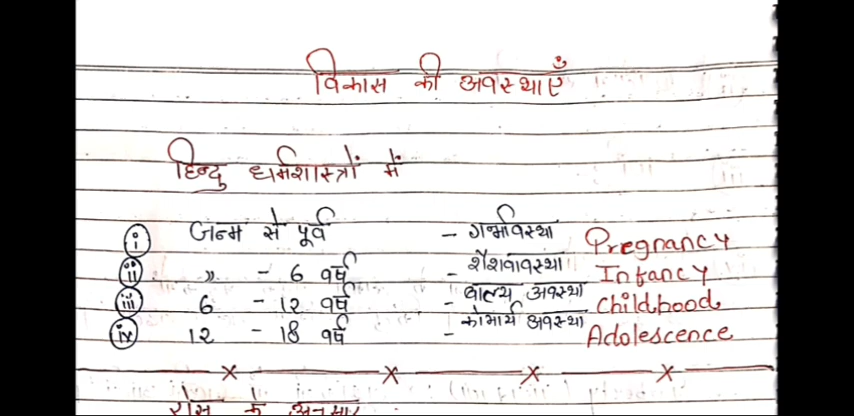 विकास की अवस्थाएँ
हिन्दु धर्मशास्त्रों में
(i) जन्म से पूर्व - गर्भावस्था Pregnancy
(ii) " - 6 वर्ष - शैशवावस्था Infancy
(iii) 6 - 12 वर्ष - बाल्य अवस्था Childhood
(iv) 12 - 18 वर्ष - कौमार्य अवस्था Adolescence
रॉस के अनुसार